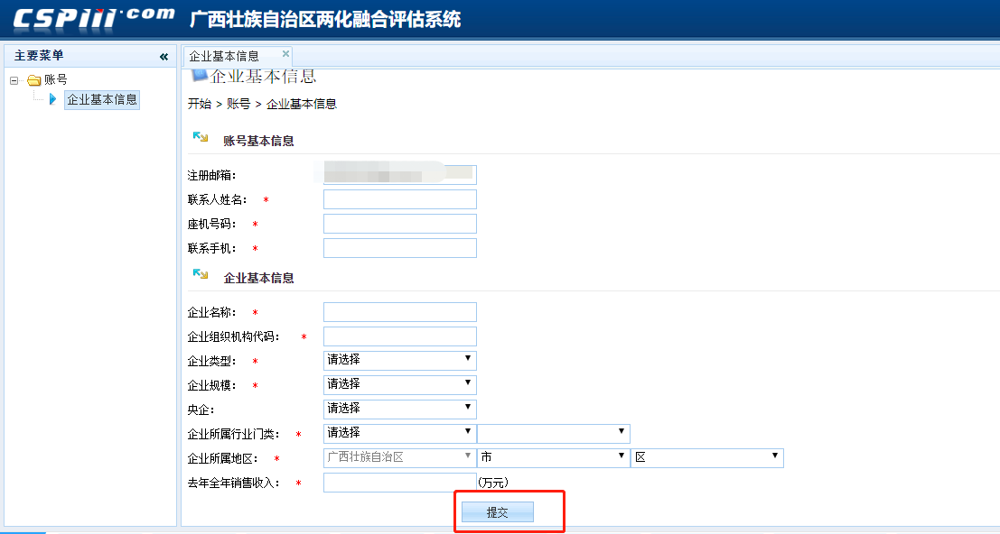 CSPiii.com 广西壮族自治区两化融合评估系统
主要菜单 «
账号
企业基本信息
企业基本信息 ×
企业基本信息
开始 > 账号 > 企业基本信息
账号基本信息
注册邮箱:
联系人姓名: *
座机号码: *
联系手机: *
企业基本信息
企业名称: *
企业组织机构代码: *
企业类型: * 请选择
企业规模: * 请选择
央企: 请选择
企业所属行业门类: * 请选择
企业所属地区: * 广西壮族自治区 市 区
去年全年销售收入: * (万元)
提交